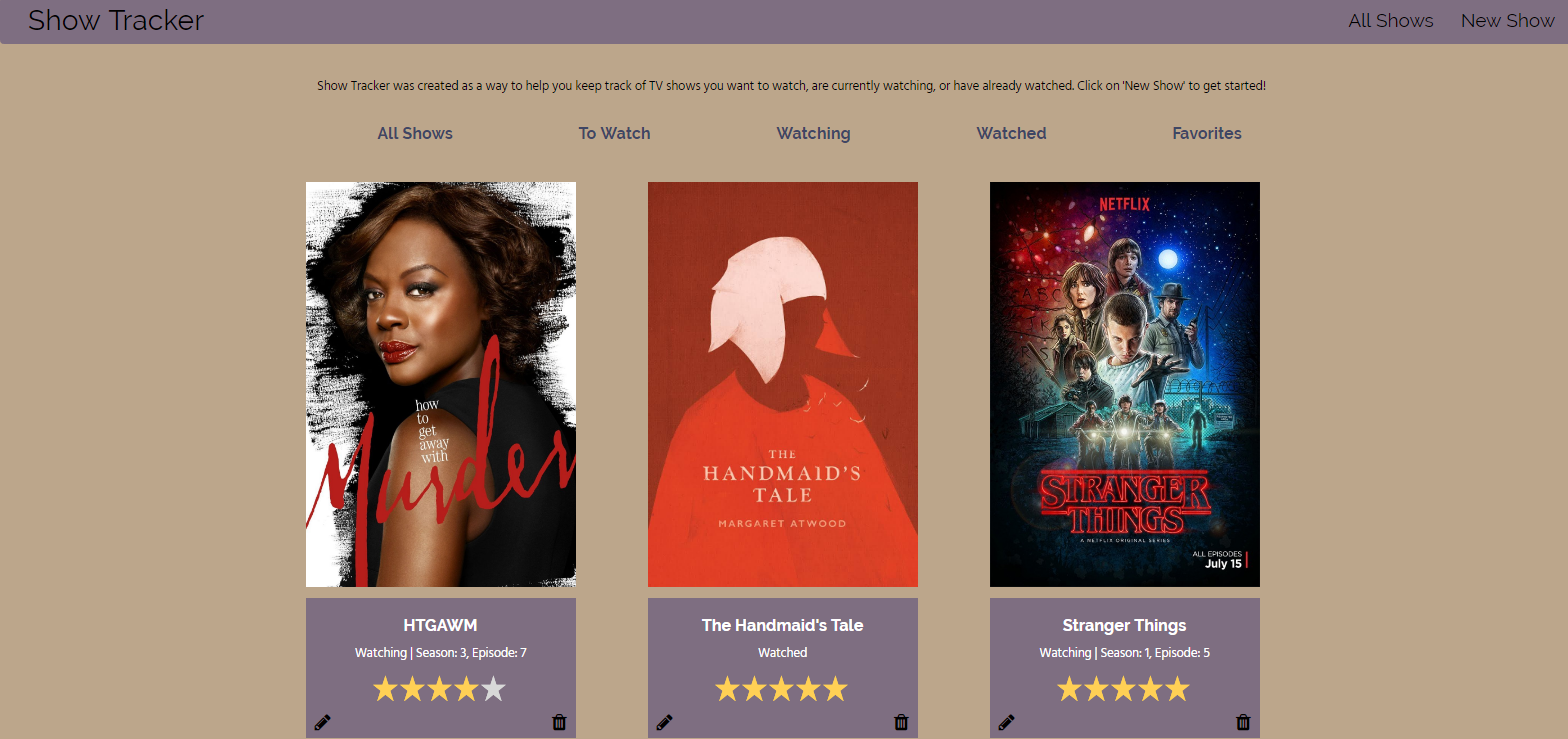 Show Tracker
All Shows
New Show
Show Tracker was created as a way to help you keep track of TV shows you want to watch, are currently watching, or have already watched. Click on 'New Show' to get started!
All Shows
To Watch
Watching
Watched
Favorites
how
to
get
away
with
Murder
THE
HANDMAID'S
TALE
MARGARET ATWOOD
NETFLIX
STRANGER
THINGS
A NETFLIX ORIGINAL SERIES
ALL EPISODES
July 15
HTGAWM
Watching | Season: 3, Episode: 7
The Handmaid's Tale
Watched
Stranger Things
Watching | Season: 1, Episode: 5